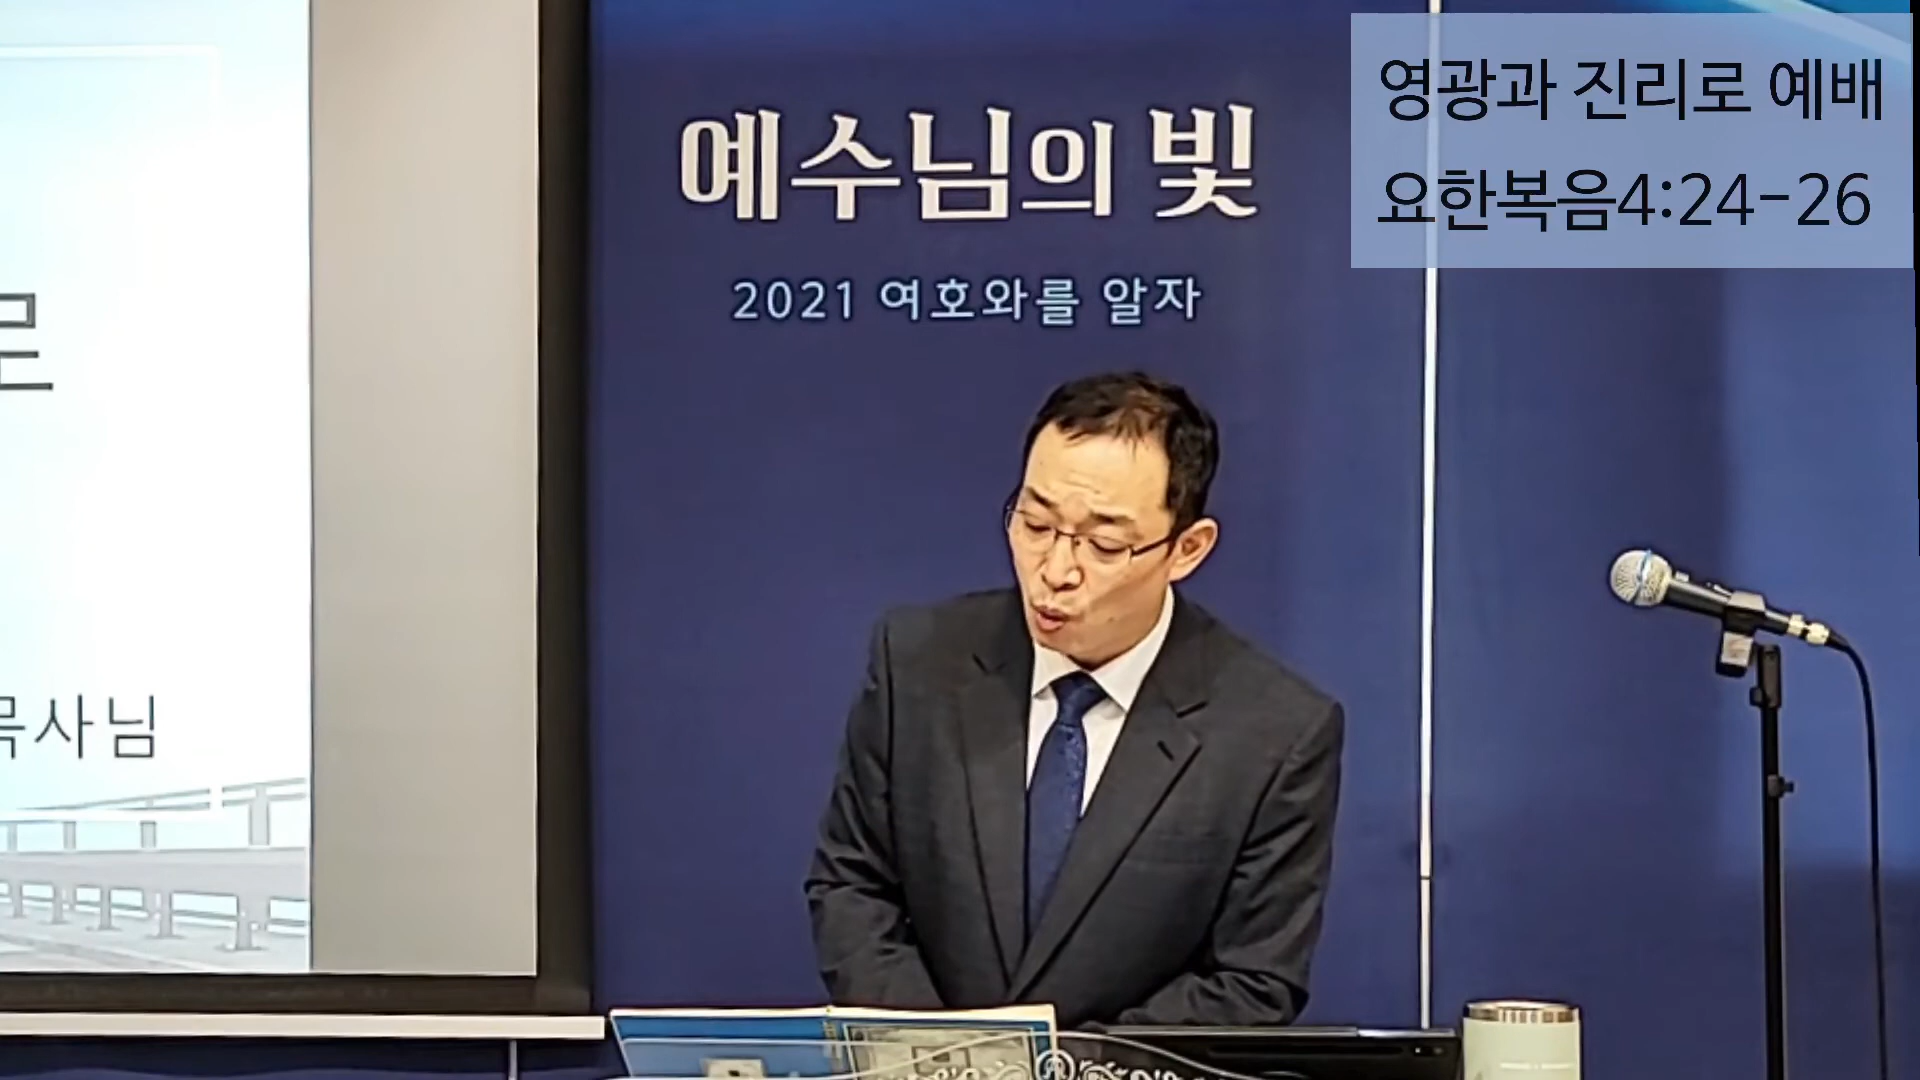 영광과 진리로 예배
요한복음4:24-26
예수님의 빛
2021 여호와를 알자
로
목사님